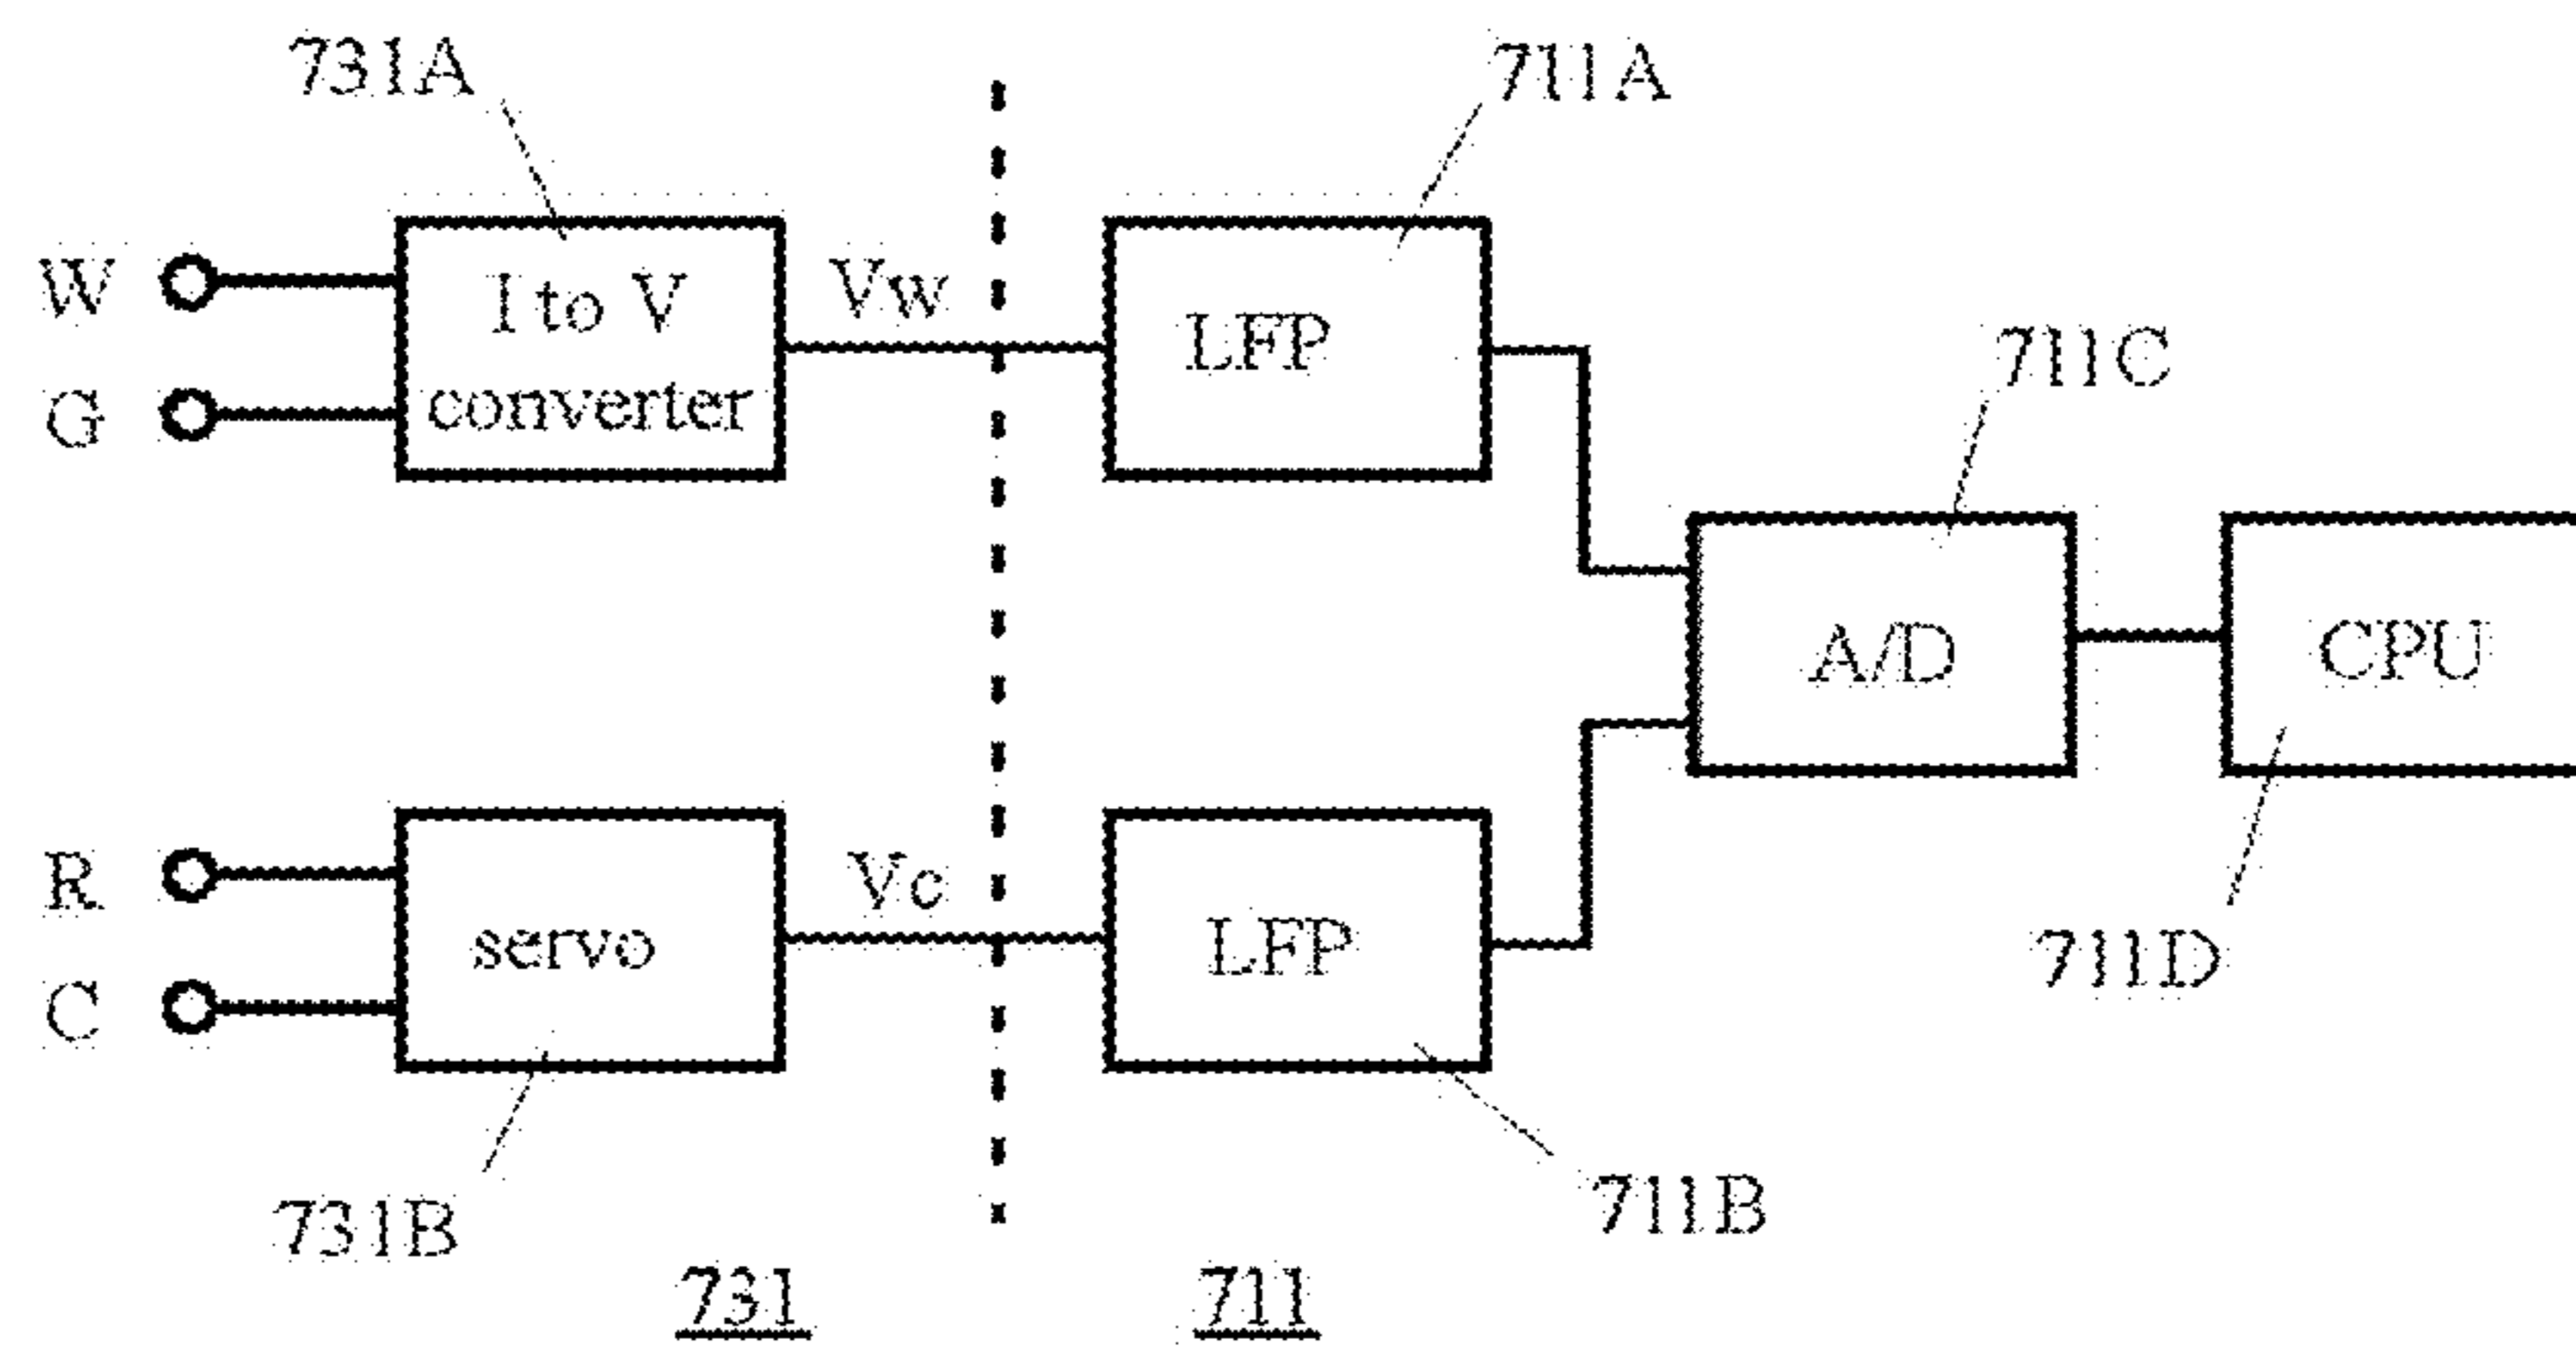 731A
711A
W
I to V
converter
Vw
LFP
G
711C
A/D
CPU
R
servo
Vc
LFP
C
711D
731B
711B
731
711